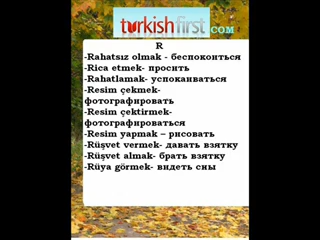 turkishfirst.COM
R
-Rahatsız olmak - беспокоиться
-Rica etmek- просить
-Rahatlamak- успокаиваться
-Resim çekmek-
фотографировать
-Resim çektirmek-
фотографироваться
-Resim yapmak – рисовать
-Rüşvet vermek- давать взятку
-Rüşvet almak- брать взятку
-Rüya görmek- видеть сны